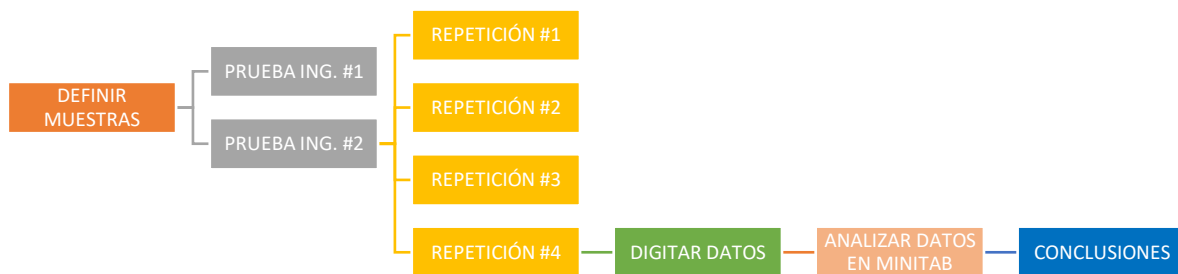 DEFINIR
MUESTRAS
PRUEBA ING. #1
PRUEBA ING. #2
REPETICIÓN #1
REPETICIÓN #2
REPETICIÓN #3
REPETICIÓN #4
DIGITAR DATOS
ANALIZAR DATOS
EN MINITAB
CONCLUSIONES